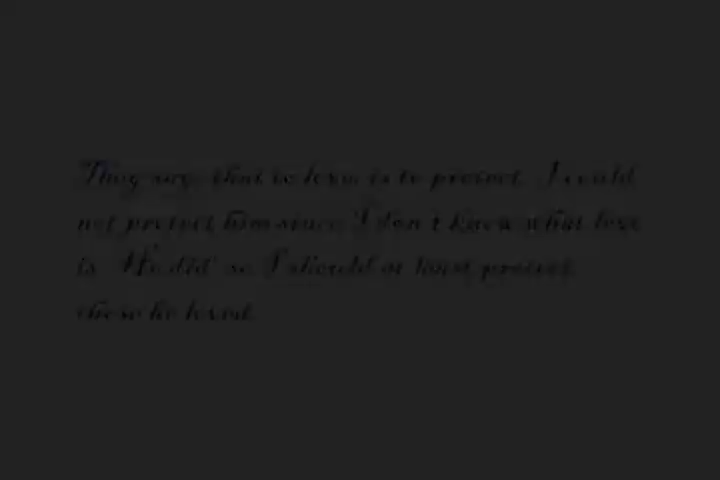 They say that to love is to protect. I could
not protect him since I don't know what love
is. He did so I should at least protect
those he loved.